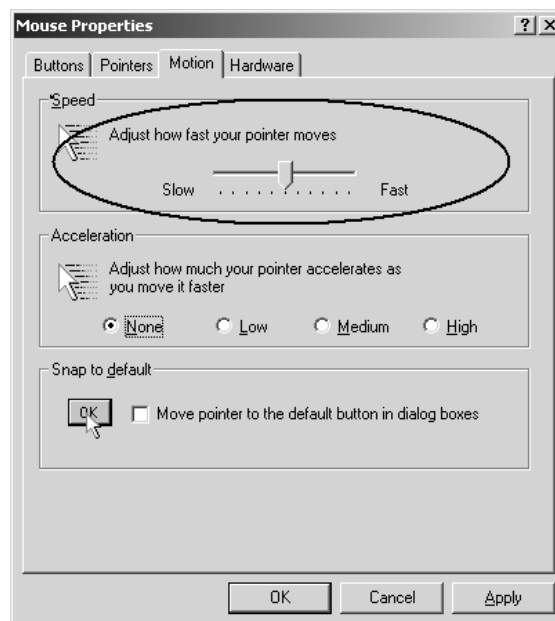 Mouse Properties
Buttons Pointers Motion Hardware
Speed
Adjust how fast your pointer moves
Slow Fast
Acceleration
Adjust how much your pointer accelerates as
you move it faster
None Low Medium High
Snap to default
OK Move pointer to the default button in dialog boxes
OK Cancel Apply